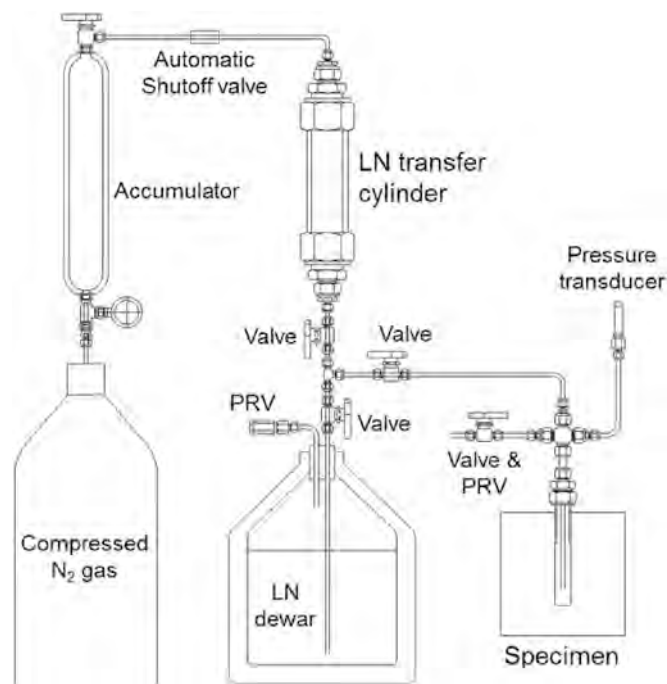 Automatic
Shutoff valve
LN transfer
cylinder
Accumulator
Pressure
transducer
Valve
Valve
PRV
Valve
Valve &
PRV
Compressed
N₂ gas
LN
dewar
Specimen